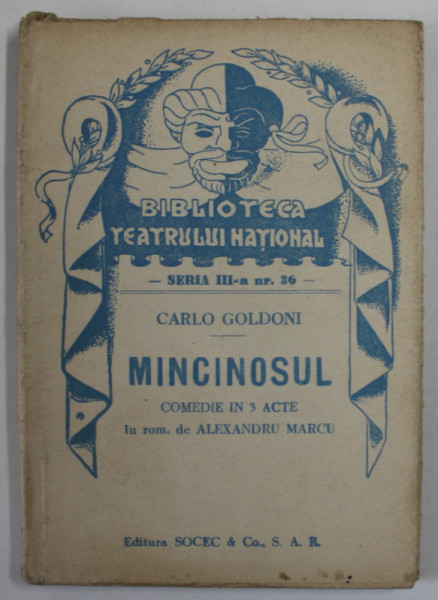 BIBLIOTECA
TEATRULUI NAȚIONAL
— SERIA III-a nr. 36 —
CARLO GOLDONI
MINCINOSUL
COMEDIE IN 3 ACTE
In rom. de ALEXANDRU MARCU
Editura SOCEC & Co., S. A. R.